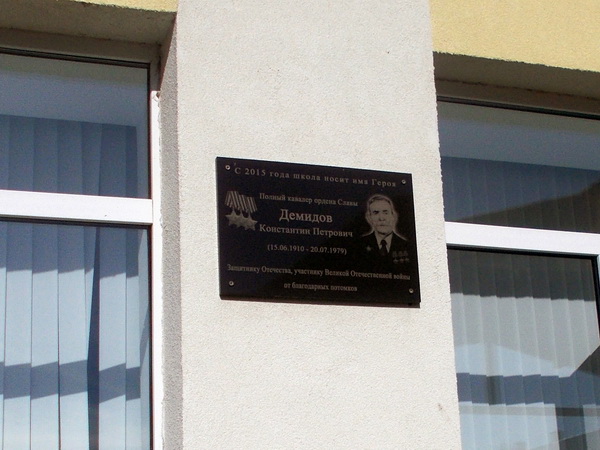 С 2015 года школа носит имя Героя
Полный кавалер ордена Славы
Демидов
Константин Петрович
(15.06.1910 - 20.07.1979)
Защитнику Отечества, участнику Великой Отечественной войны
от благодарных потомков